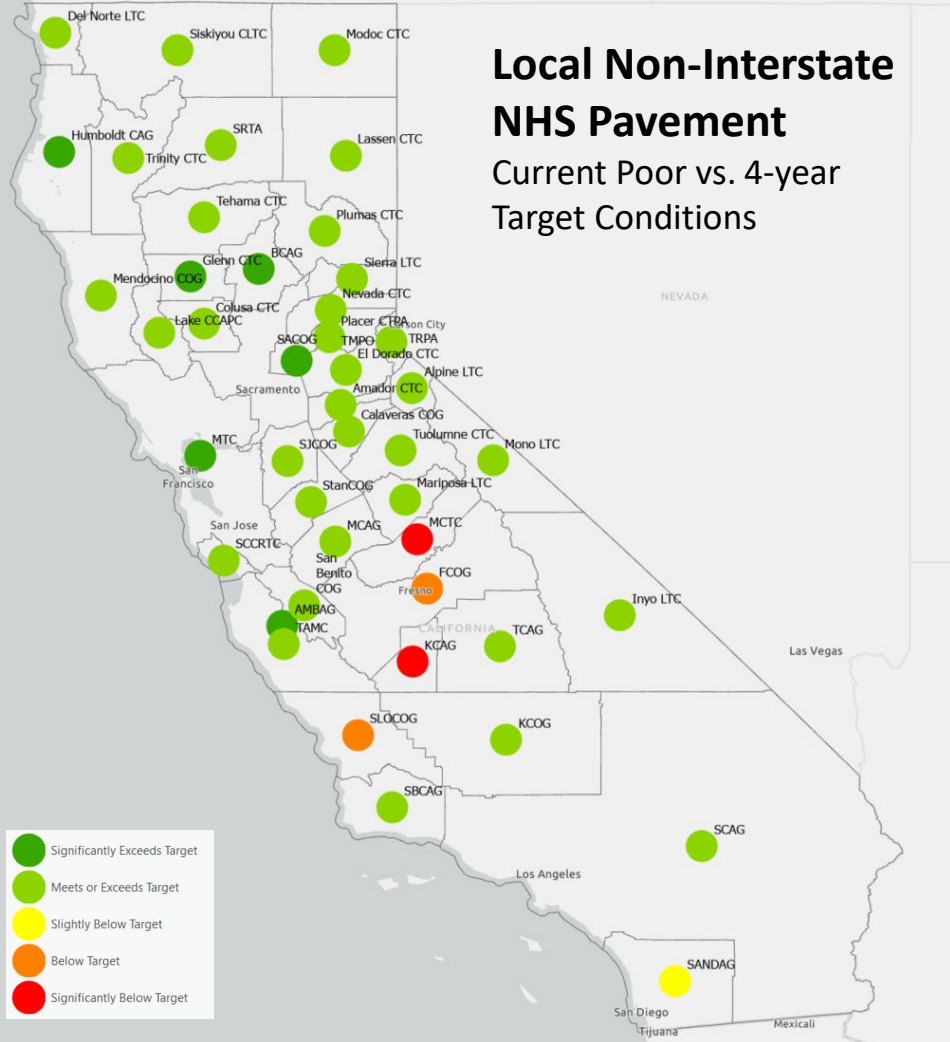 Local Non-Interstate
NHS Pavement
Current Poor vs. 4-year
Target Conditions
Del Norte LTC
Siskiyou CLTC
Modoc CTC
Humboldt CAG
Trinity CTC
SRTA
Lassen CTC
Tehama CTC
Plumas CTC
Glenn CTC
BCAG
Mendocino COG
Sierra LTC
Nevada CTC
NEVADA
Colusa CTC
Lake CCAPC
Placer CTPA
Carson City
SACOG
TMPO
TRPA
El Dorado CTC
Sacramento
Alpine LTC
Amador CTC
Calaveras COG
MTC
SJCOG
Tuolumne CTC
Mono LTC
San
Francisco
StanCOG
Mariposa LTC
San Jose
MCAG
MCTC
SCCRTC
San
Benito
COG
FCOG
Fresno
AMBAG
TAMC
CALIFORNIA
TCAG
Inyo LTC
KCAG
Las Vegas
SLOCOG
KCOG
SBCAG
SCAG
Los Angeles
SANDAG
San Diego
Tijuana
Mexicali
Significantly Exceeds Target
Meets or Exceeds Target
Slightly Below Target
Below Target
Significantly Below Target